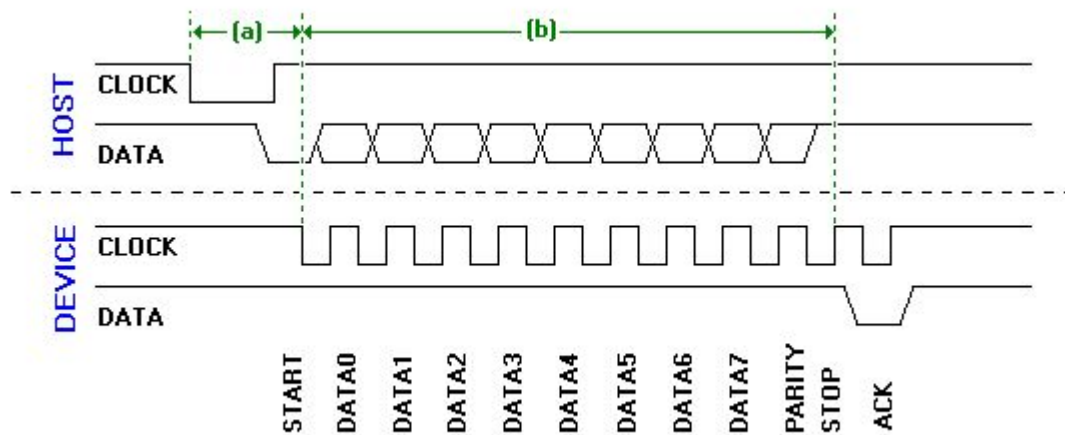 (a)
(b)
HOST
CLOCK
DATA
DEVICE
CLOCK
DATA
START
DATA0
DATA1
DATA2
DATA3
DATA4
DATA5
DATA6
DATA7
PARITY
STOP
ACK